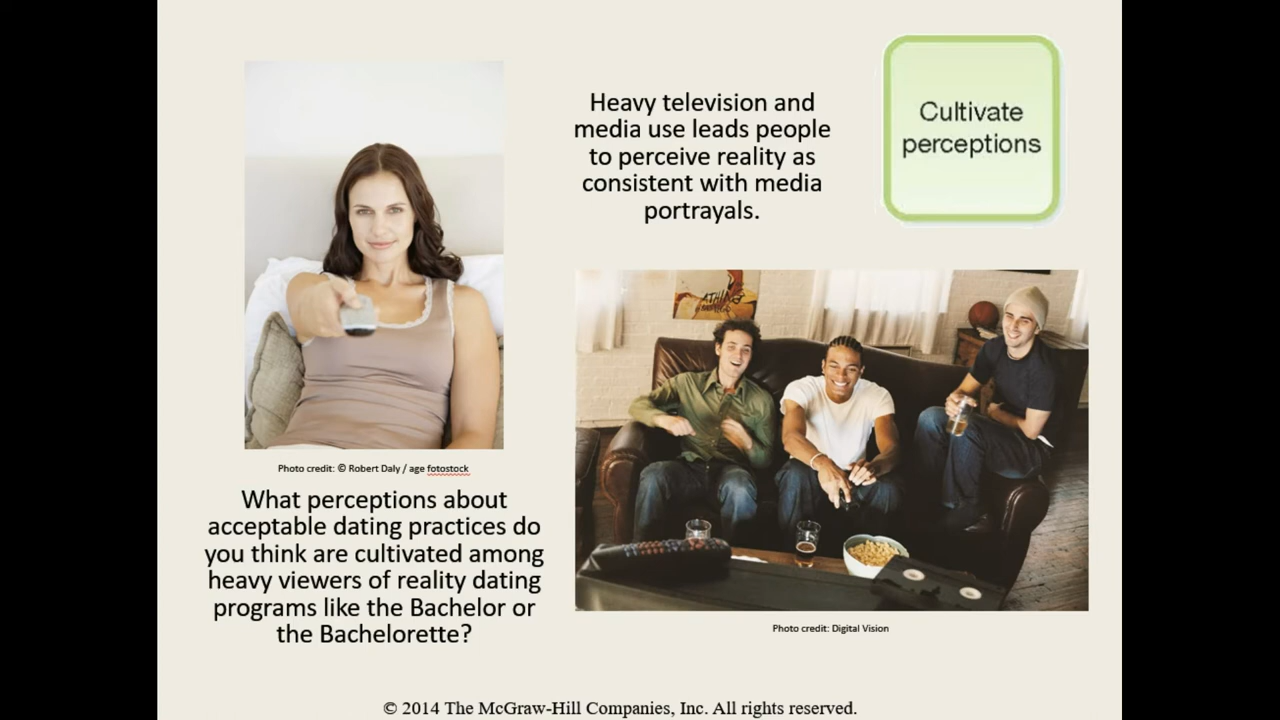 Heavy television and
media use leads people
to perceive reality as
consistent with media
portrayals.
Cultivate
perceptions
Photo credit: © Robert Daly / age fotostock
What perceptions about
acceptable dating practices do
you think are cultivated among
heavy viewers of reality dating
programs like the Bachelor or
the Bachelorette?
Photo credit: Digital Vision
© 2014 The McGraw-Hill Companies, Inc. All rights reserved.